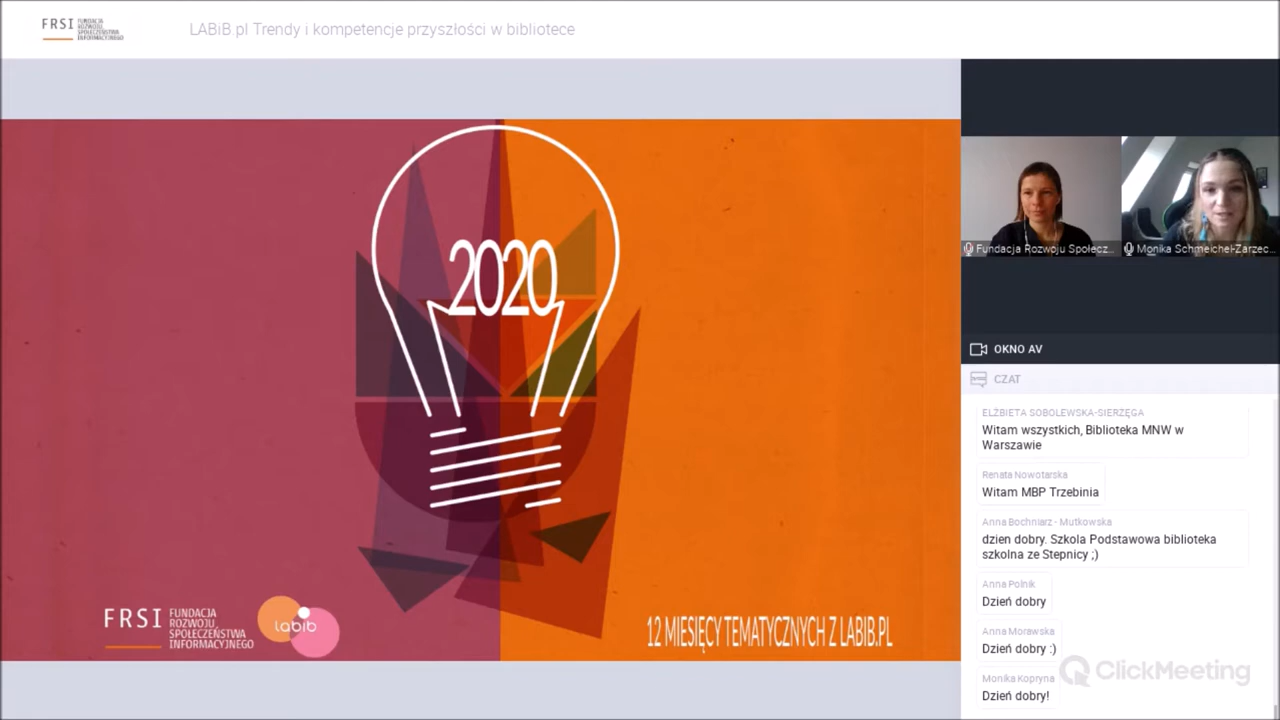 FRSI FUNDACJA
ROZWOJU
SPOŁECZEŃSTWA
INFORMACYJNEGO
LABiB.pl Trendy i kompetencje przyszłości w bibliotece
2020
FRSI FUNDACJA
ROZWOJU
SPOŁECZEŃSTWA
INFORMACYJNEGO
labib
12 MIESIĘCY TEMATYCZNYCH Z LABIB.PL
Fundacja Rozwoju Społecz...
Monika Schmeichel-Zarzec...
OKNO AV
CZAT
ELŻBIETA SOBOLEWSKA-SIERZĘGA
Witam wszystkich, Biblioteka MNW w
Warszawie
Renata Nowotarska
Witam MBP Trzebinia
Anna Bochniarz - Mutkowska
dzien dobry. Szkola Podstawowa biblioteka
szkolna ze Stepnicy ;)
Anna Polnik
Dzień dobry
Anna Morawska
Dzień dobry :)
Monika Kopryna
Dzień dobry!
ClickMeeting